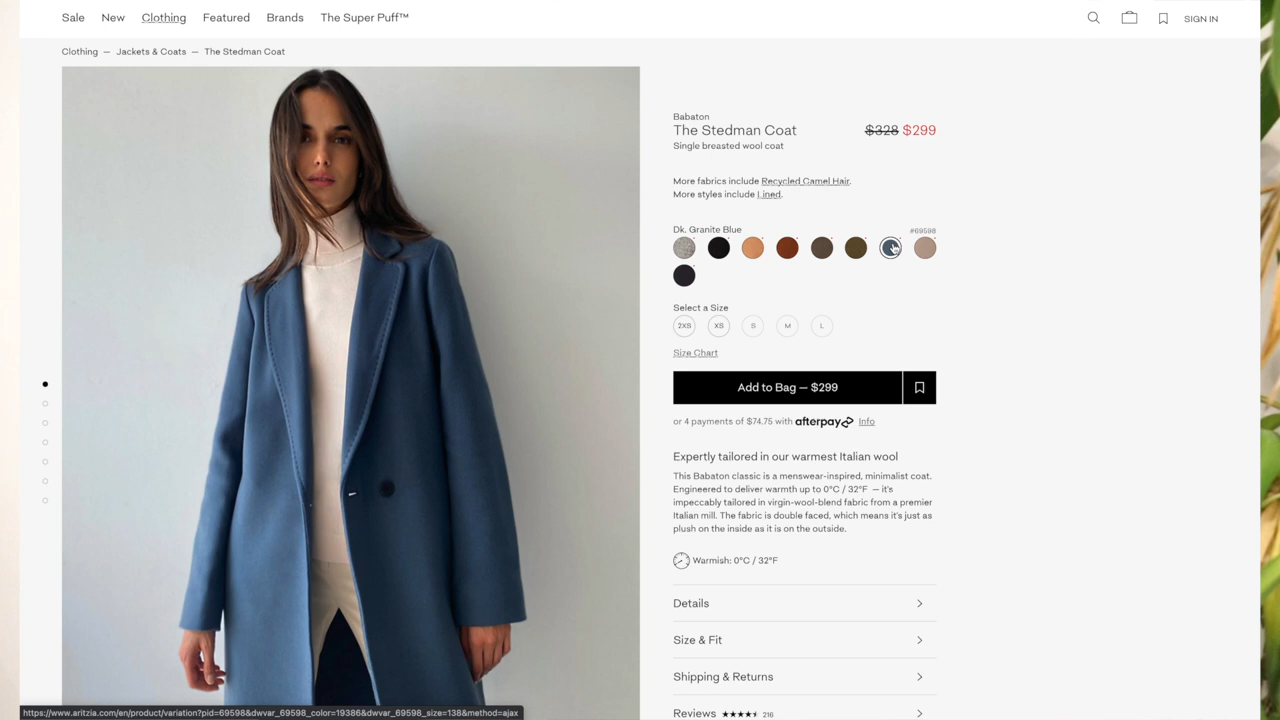 Sale New Clothing Featured Brands The Super Puff™ SIGN IN
Clothing — Jackets & Coats — The Stedman Coat
Babaton
The Stedman Coat $328 $299
Single breasted wool coat
More fabrics include Recycled Camel Hair.
More styles include Lined.
Dk. Granite Blue #69598
Select a Size
2XS XS S M L
Size Chart
Add to Bag — $299
or 4 payments of $74.75 with afterpay Info
Expertly tailored in our warmest Italian wool
This Babaton classic is a menswear-inspired, minimalist coat.
Engineered to deliver warmth up to 0°C / 32°F — it's
impeccably tailored in virgin-wool-blend fabric from a premier
Italian mill. The fabric is double faced, which means it's just as
plush on the inside as it is on the outside.
Warmish: 0°C / 32°F
Details
Size & Fit
Shipping & Returns
Reviews 216
https://www.aritzia.com/en/product/variation?pid=69598&dwvar_69598_color=19386&dwvar_69598_size=138&method=ajax